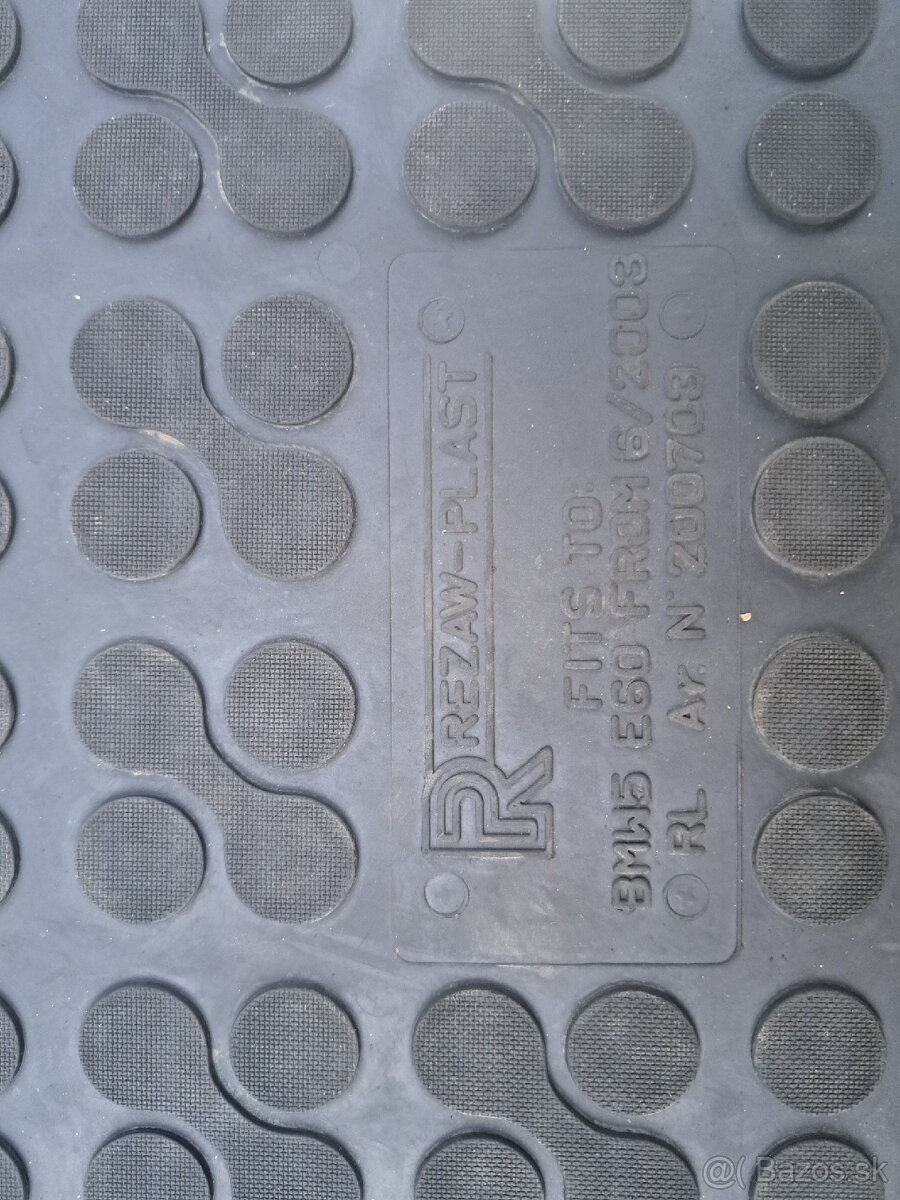 REZAW-PLAST
FITS TO:
BMW5 E60 FROM 6/2003
RL Ar. N° 200703
@( Bazos.sk